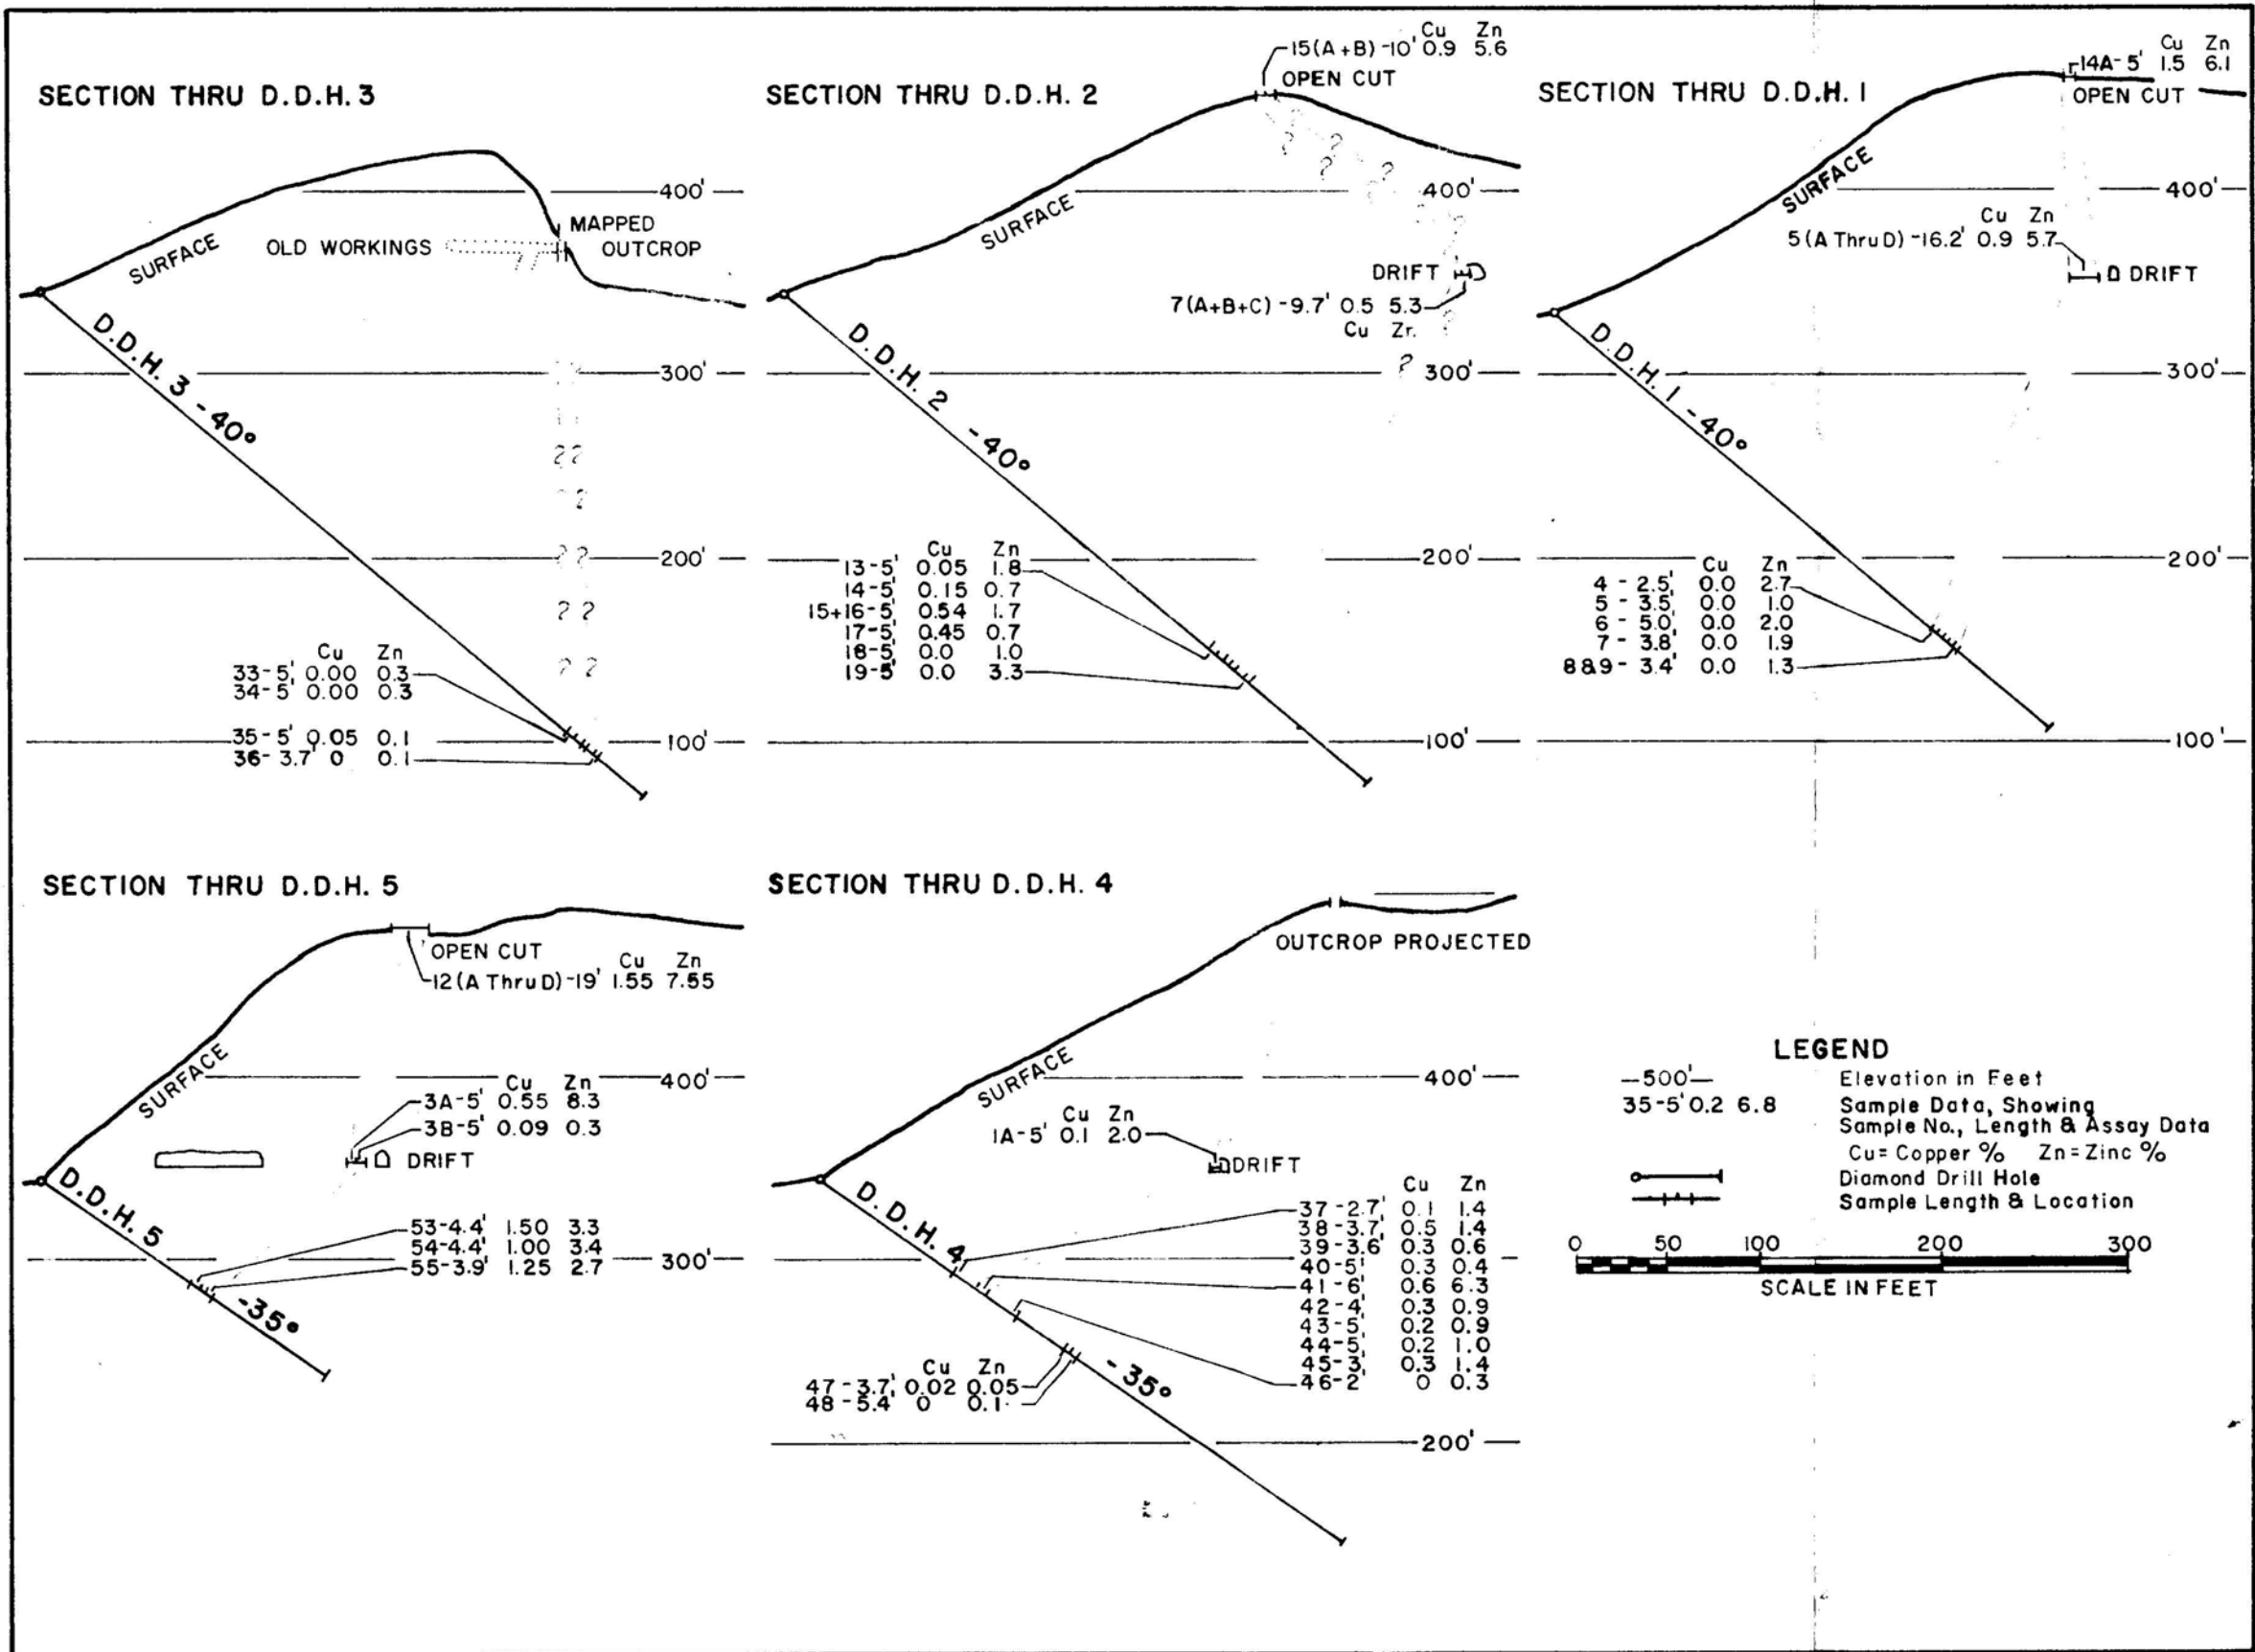 SECTION THRU D.D.H. 3
400'
MAPPED
OUTCROP
OLD WORKINGS
SURFACE
D.D.H. 3 -40°
300'
? ?
?
? ?
200'
? ?
? ?
Cu Zn
33-5' 0.00 0.3
34-5' 0.00 0.3
35-5' 0.05 0.1
36-3.7' 0 0.1
100'
SECTION THRU D.D.H. 2
Cu Zn
15(A+B)-10' 0.9 5.6
OPEN CUT
?
?
?
?
400'
SURFACE
DRIFT
7(A+B+C)-9.7' 0.5 5.3
Cu Zr.
?
300'
D.D.H. 2 -40°
200'
Cu Zn
13-5' 0.05 1.8
14-5' 0.15 0.7
15+16-5' 0.54 1.7
17-5' 0.45 0.7
18-5' 0.0 1.0
19-5' 0.0 3.3
100'
SECTION THRU D.D.H. 1
Cu Zn
14A-5' 1.5 6.1
OPEN CUT
SURFACE
400'
Cu Zn
5(A Thru D)-16.2' 0.9 5.7
DRIFT
300'
D.D.H. 1 -40°
200'
Cu Zn
4 - 2.5' 0.0 2.7
5 - 3.5' 0.0 1.0
6 - 5.0' 0.0 2.0
7 - 3.8' 0.0 1.9
8&9 - 3.4' 0.0 1.3
100'
SECTION THRU D.D.H. 5
OPEN CUT
Cu Zn
12(A Thru D)-19' 1.55 7.55
SURFACE
400'
Cu Zn
3A-5' 0.55 8.3
3B-5' 0.09 0.3
DRIFT
D.D.H. 5
53-4.4' 1.50 3.3
54-4.4' 1.00 3.4
55-3.9' 1.25 2.7
300'
-35°
SECTION THRU D.D.H. 4
OUTCROP PROJECTED
SURFACE
400'
Cu Zn
1A-5' 0.1 2.0
DRIFT
D.D.H. 4
Cu Zn
37-2.7' 0.1 1.4
38-3.7' 0.5 1.4
39-3.6' 0.3 0.6
40-5' 0.3 0.4
41-6' 0.6 6.3
42-4' 0.3 0.9
43-5' 0.2 0.9
44-5' 0.2 1.0
45-3' 0.3 1.4
46-2' 0 0.3
Cu Zn
47-3.7' 0.02 0.05
48-5.4' 0 0.1
-35°
200'
LEGEND
—500'— Elevation in Feet
35-5' 0.2 6.8 Sample Data, Showing
Sample No., Length & Assay Data
Cu = Copper % Zn = Zinc %
Diamond Drill Hole
Sample Length & Location
0 50 100 200 300
SCALE IN FEET